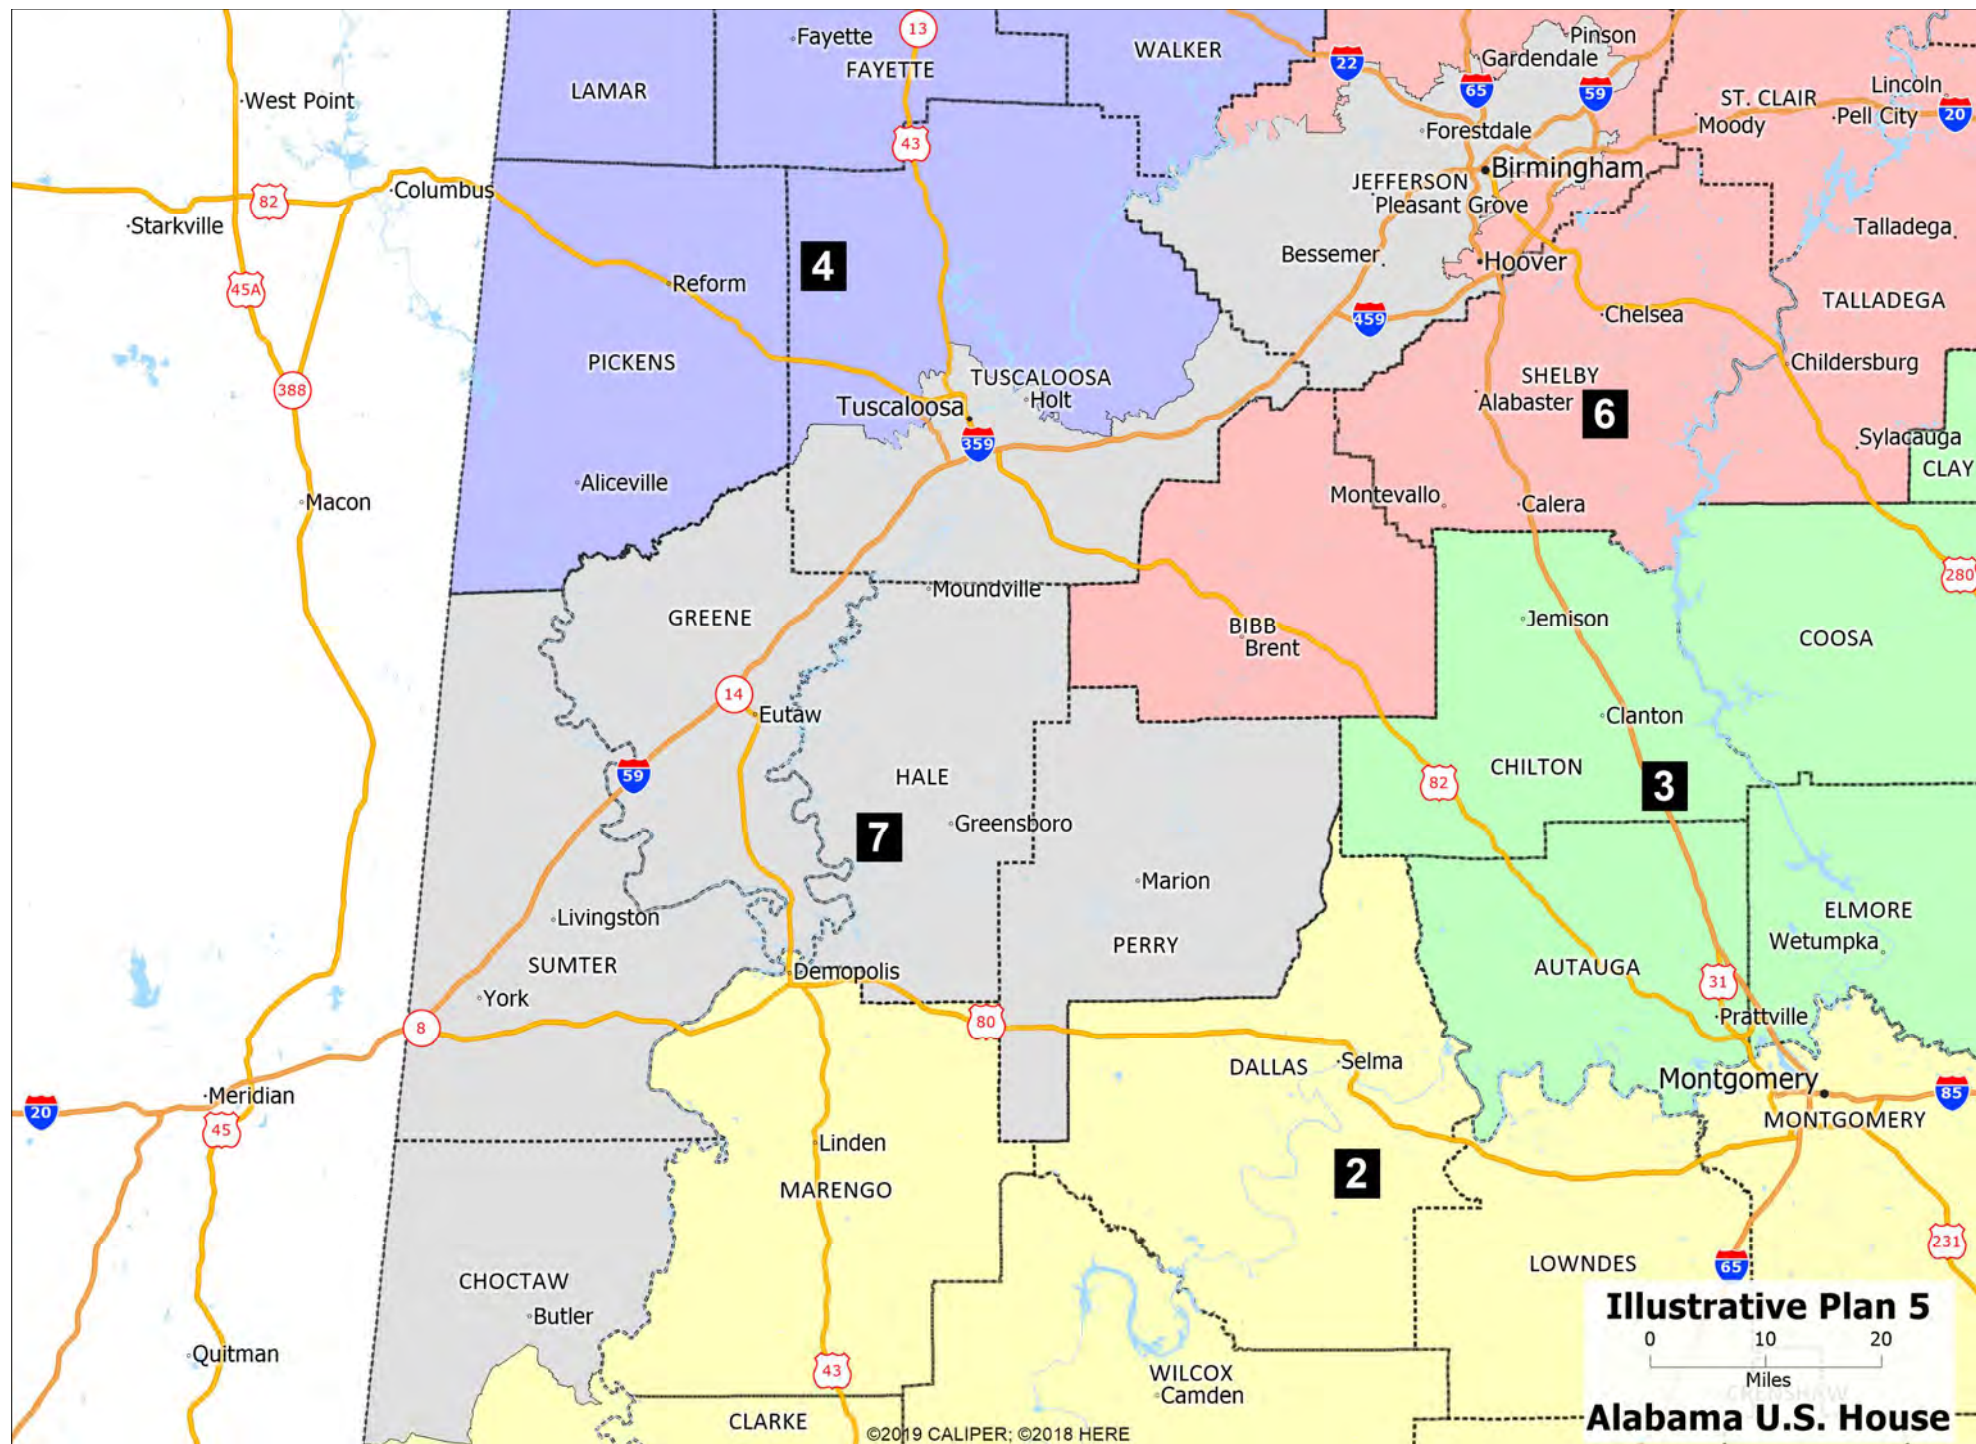 13
Pinson
Fayette
WALKER
Gardendale
FAYETTE
22
LAMAR
65
59
Lincoln
ST. CLAIR
West Point
Moody
Pell City
20
Forestdale
43
Birmingham
JEFFERSON
Columbus
82
Pleasant Grove
Starkville
Talladega
Bessemer
Hoover
4
45A
Reform
TALLADEGA
459
Chelsea
PICKENS
Childersburg
TUSCALOOSA
SHELBY
388
Holt
Alabaster
6
Tuscaloosa
359
Sylacauga
CLAY
Aliceville
Montevallo
Macon
Calera
280
Moundville
GREENE
Jemison
BIBB
COOSA
Brent
14
Eutaw
Clanton
59
HALE
CHILTON
82
3
Greensboro
7
Marion
ELMORE
Livingston
PERRY
Wetumpka
SUMTER
Demopolis
AUTAUGA
31
York
Prattville
8
80
DALLAS
Selma
Montgomery
Meridian
85
20
MONTGOMERY
45
Linden
2
MARENGO
231
LOWNDES
65
CHOCTAW
Butler
Illustrative Plan 5
0 10 20
Miles
Quitman
43
WILCOX
Camden
CRENSHAW
CLARKE
Alabama U.S. House
©2019 CALIPER; ©2018 HERE